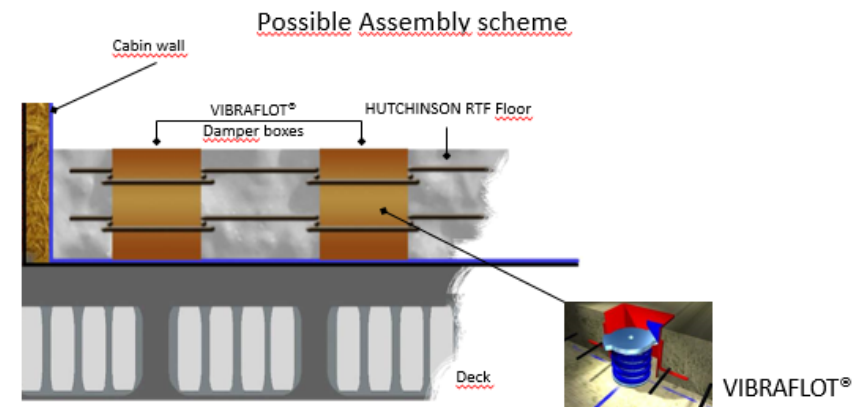 Possible Assembly scheme
Cabin wall
VIBRAFLOT®
Damper boxes
HUTCHINSON RTF Floor
Deck
VIBRAFLOT®